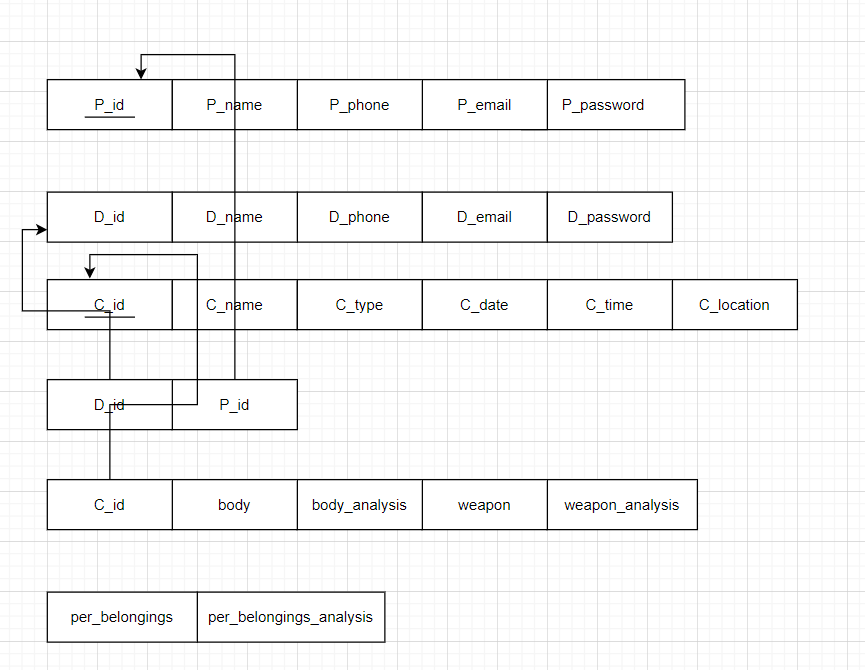 P_id P_name P_phone P_email P_password
D_id D_name D_phone D_email D_password
C_id C_name C_type C_date C_time C_location
D_id P_id
C_id body body_analysis weapon weapon_analysis
per_belongings per_belongings_analysis